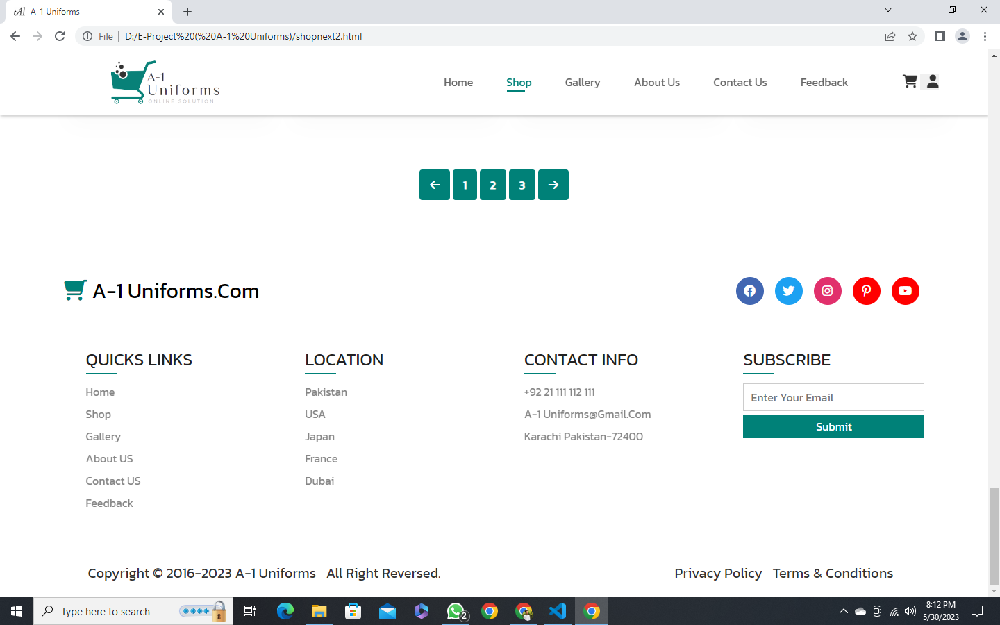 A1 A-1 Uniforms
File D:/E-Project%20(%20A-1%20Uniforms)/shopnext2.html
A-1
Uniforms
ONLINE SOLUTION
Home Shop Gallery About Us Contact Us Feedback
1 2 3
A-1 Uniforms.Com
QUICKS LINKS
Home
Shop
Gallery
About US
Contact US
Feedback
LOCATION
Pakistan
USA
Japan
France
Dubai
CONTACT INFO
+92 21 111 112 111
A-1 Uniforms@Gmail.Com
Karachi Pakistan-72400
SUBSCRIBE
Enter Your Email
Submit
Copyright © 2016-2023 A-1 Uniforms All Right Reversed.
Privacy Policy Terms & Conditions
Type here to search
2
8:12 PM
5/30/2023